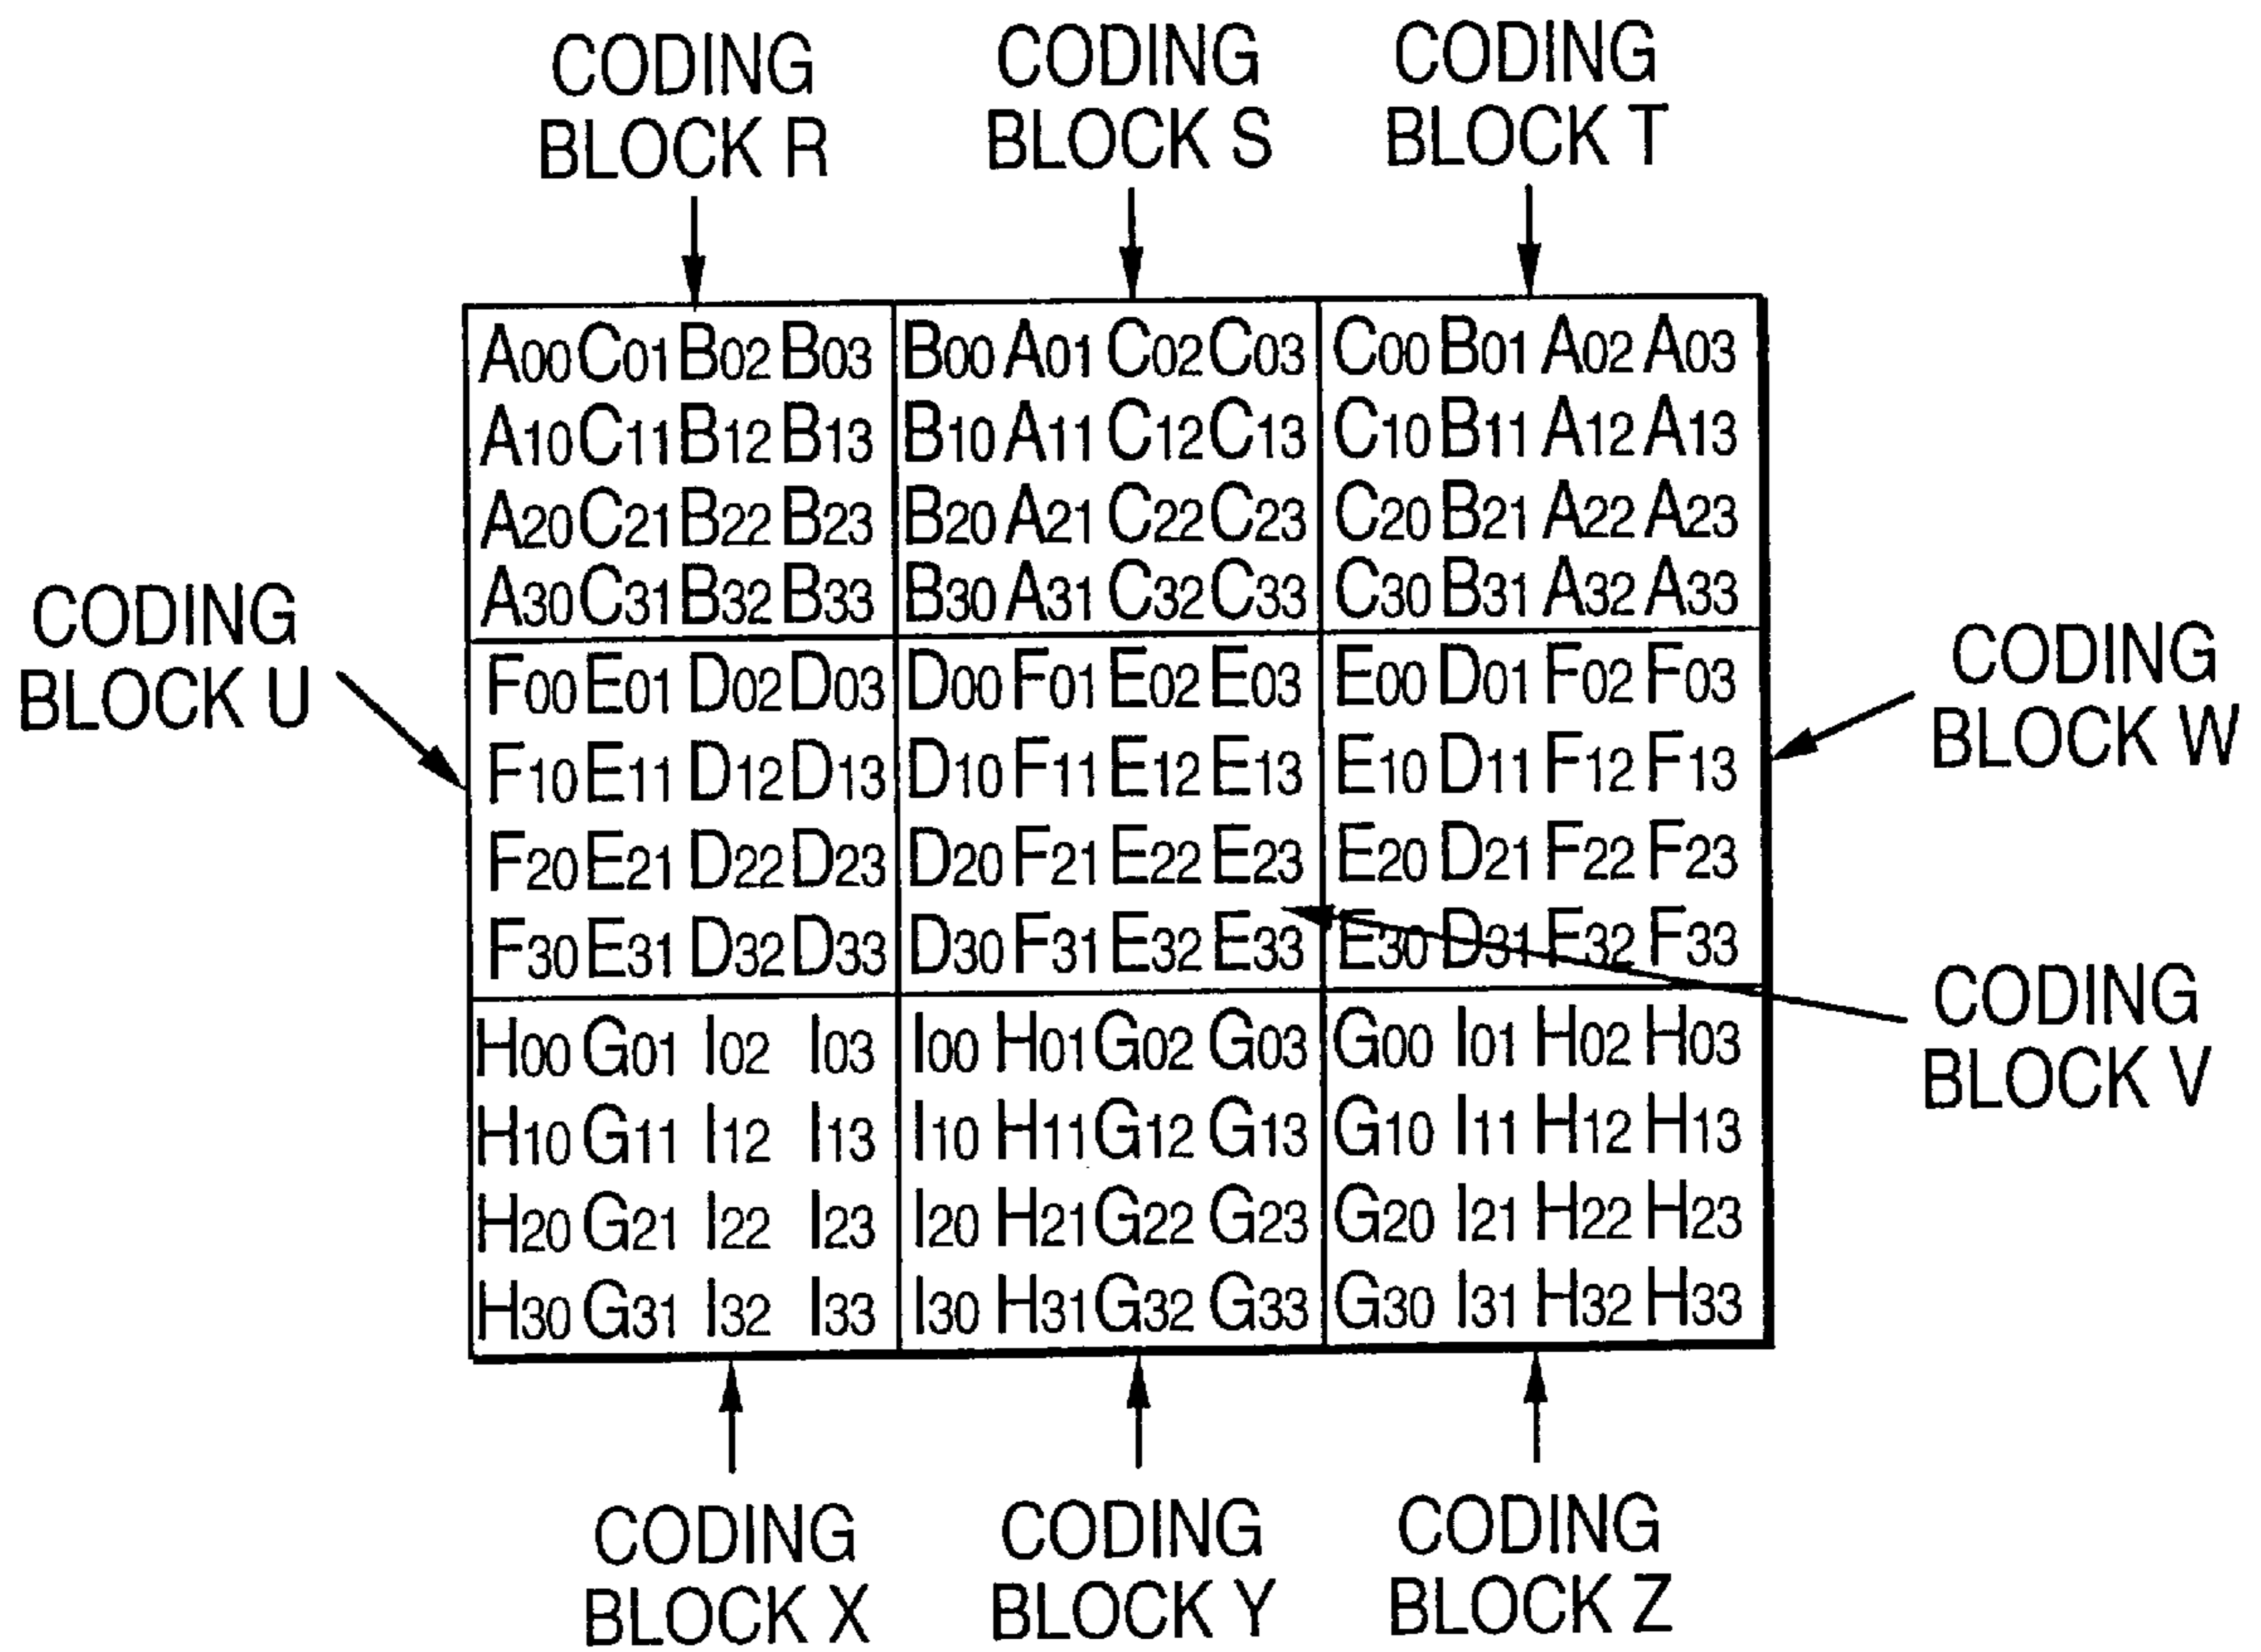 CODING BLOCK R
CODING BLOCK S
CODING BLOCK T
A00 C01 B02 B03 B00 A01 C02 C03 C00 B01 A02 A03
A10 C11 B12 B13 B10 A11 C12 C13 C10 B11 A12 A13
A20 C21 B22 B23 B20 A21 C22 C23 C20 B21 A22 A23
A30 C31 B32 B33 B30 A31 C32 C33 C30 B31 A32 A33
CODING BLOCK U
F00 E01 D02 D03 D00 F01 E02 E03 E00 D01 F02 F03
F10 E11 D12 D13 D10 F11 E12 E13 E10 D11 F12 F13
F20 E21 D22 D23 D20 F21 E22 E23 E20 D21 F22 F23
F30 E31 D32 D33 D30 F31 E32 E33 E30 D31 F32 F33
CODING BLOCK W
CODING BLOCK V
H00 G01 I02 I03 I00 H01 G02 G03 G00 I01 H02 H03
H10 G11 I12 I13 I10 H11 G12 G13 G10 I11 H12 H13
H20 G21 I22 I23 I20 H21 G22 G23 G20 I21 H22 H23
H30 G31 I32 I33 I30 H31 G32 G33 G30 I31 H32 H33
CODING BLOCK X
CODING BLOCK Y
CODING BLOCK Z